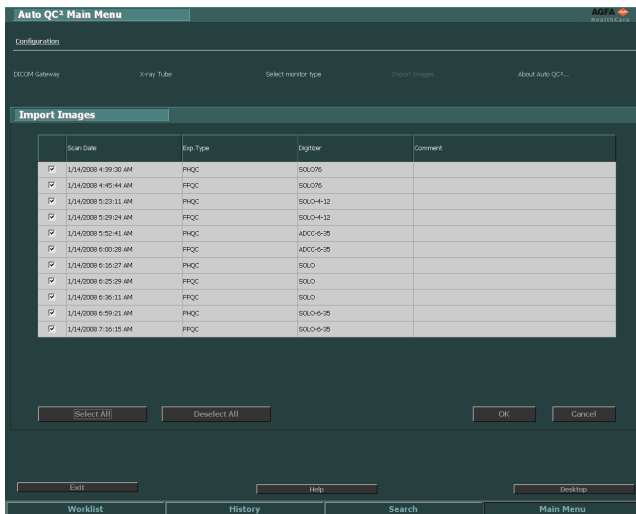 Auto QC² Main Menu
AGFA
HealthCare
Configuration
DICOM Gateway X-ray Tube Select monitor type Import Images About Auto QC²...
Import Images
Scan Date Exp.Type Digitizer Comment
1/14/2008 4:39:30 AM PHQC SOLO76
1/14/2008 4:45:44 AM FFQC SOLO76
1/14/2008 5:23:11 AM PHQC SOLO-4-12
1/14/2008 5:29:24 AM FFQC SOLO-4-12
1/14/2008 5:52:41 AM PHQC ADCC-6-35
1/14/2008 6:00:28 AM FFQC ADCC-6-35
1/14/2008 6:16:27 AM PHQC SOLO
1/14/2008 6:25:29 AM FFQC SOLO
1/14/2008 6:36:11 AM FFQC SOLO
1/14/2008 6:59:21 AM PHQC SOLO-6-35
1/14/2008 7:16:15 AM FFQC SOLO-6-35
Select All Deselect All OK Cancel
Exit Help Desktop
Worklist History Search Main Menu